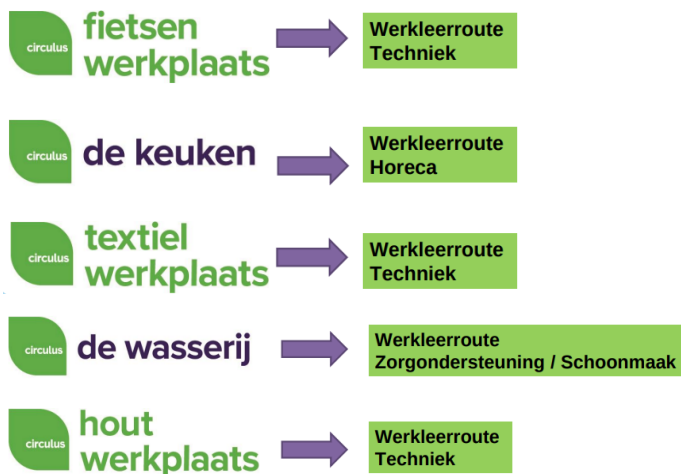 circulus
fietsen
werkplaats
Werkleerroute
Techniek
circulus
de keuken
Werkleerroute
Horeca
circulus
textiel
werkplaats
Werkleerroute
Techniek
circulus
de wasserij
Werkleerroute
Zorgondersteuning / Schoonmaak
circulus
hout
werkplaats
Werkleerroute
Techniek